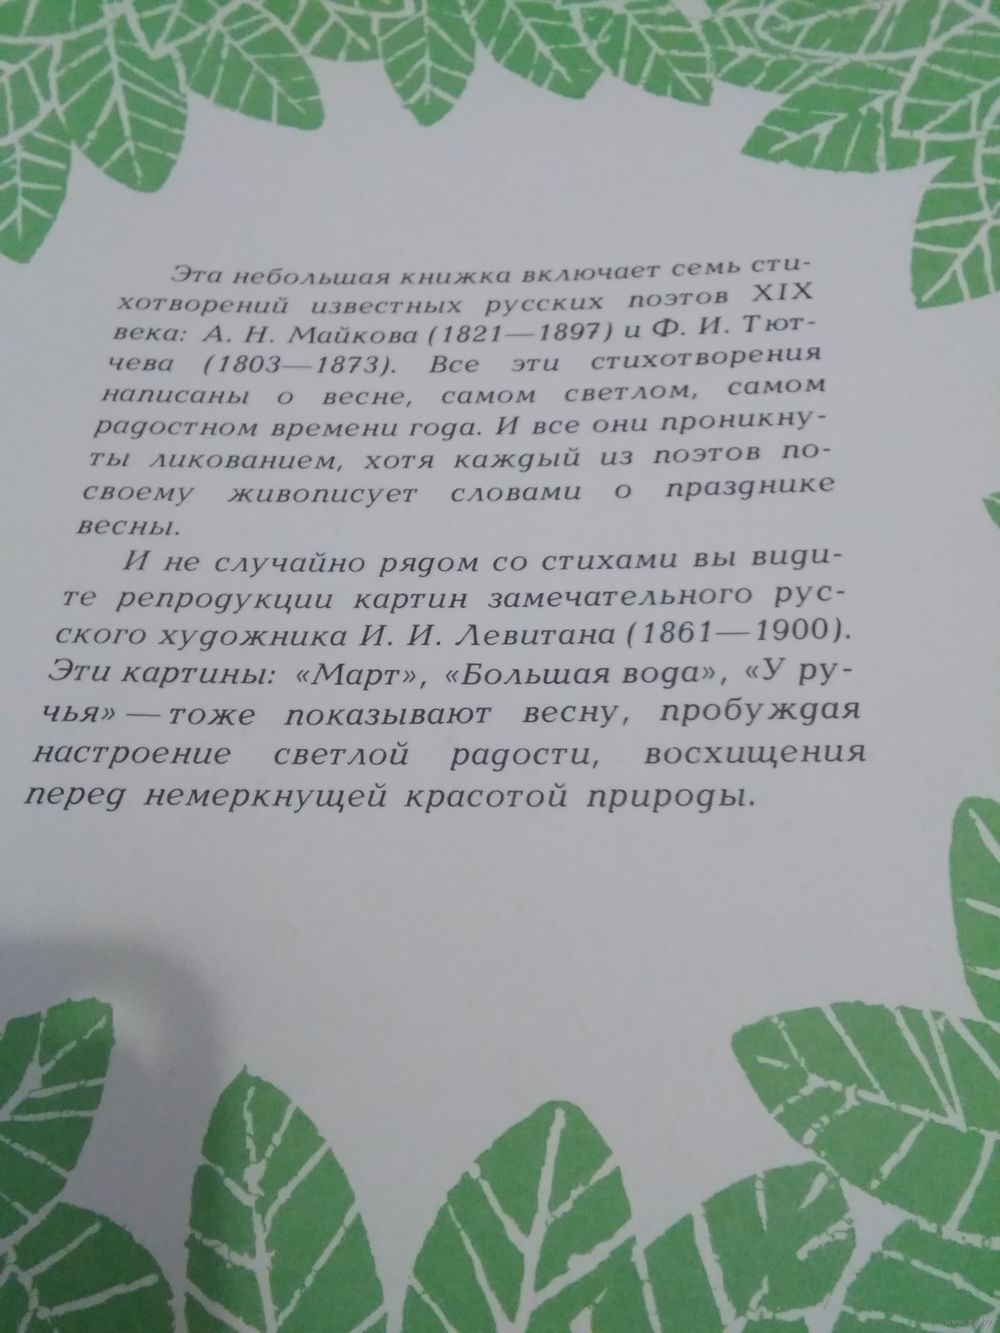 Эта небольшая книжка включает семь сти-
хотворений известных русских поэтов XIX
века: А. Н. Майкова (1821—1897) и Ф. И. Тют-
чева (1803—1873). Все эти стихотворения
написаны о весне, самом светлом, самом
радостном времени года. И все они проникну-
ты ликованием, хотя каждый из поэтов по-
своему живописует словами о празднике
весны.
И не случайно рядом со стихами вы види-
те репродукции картин замечательного рус-
ского художника И. И. Левитана (1861—1900).
Эти картины: «Март», «Большая вода», «У ру-
чья» — тоже показывают весну, пробуждая
настроение светлой радости, восхищения
перед немеркнущей красотой природы.